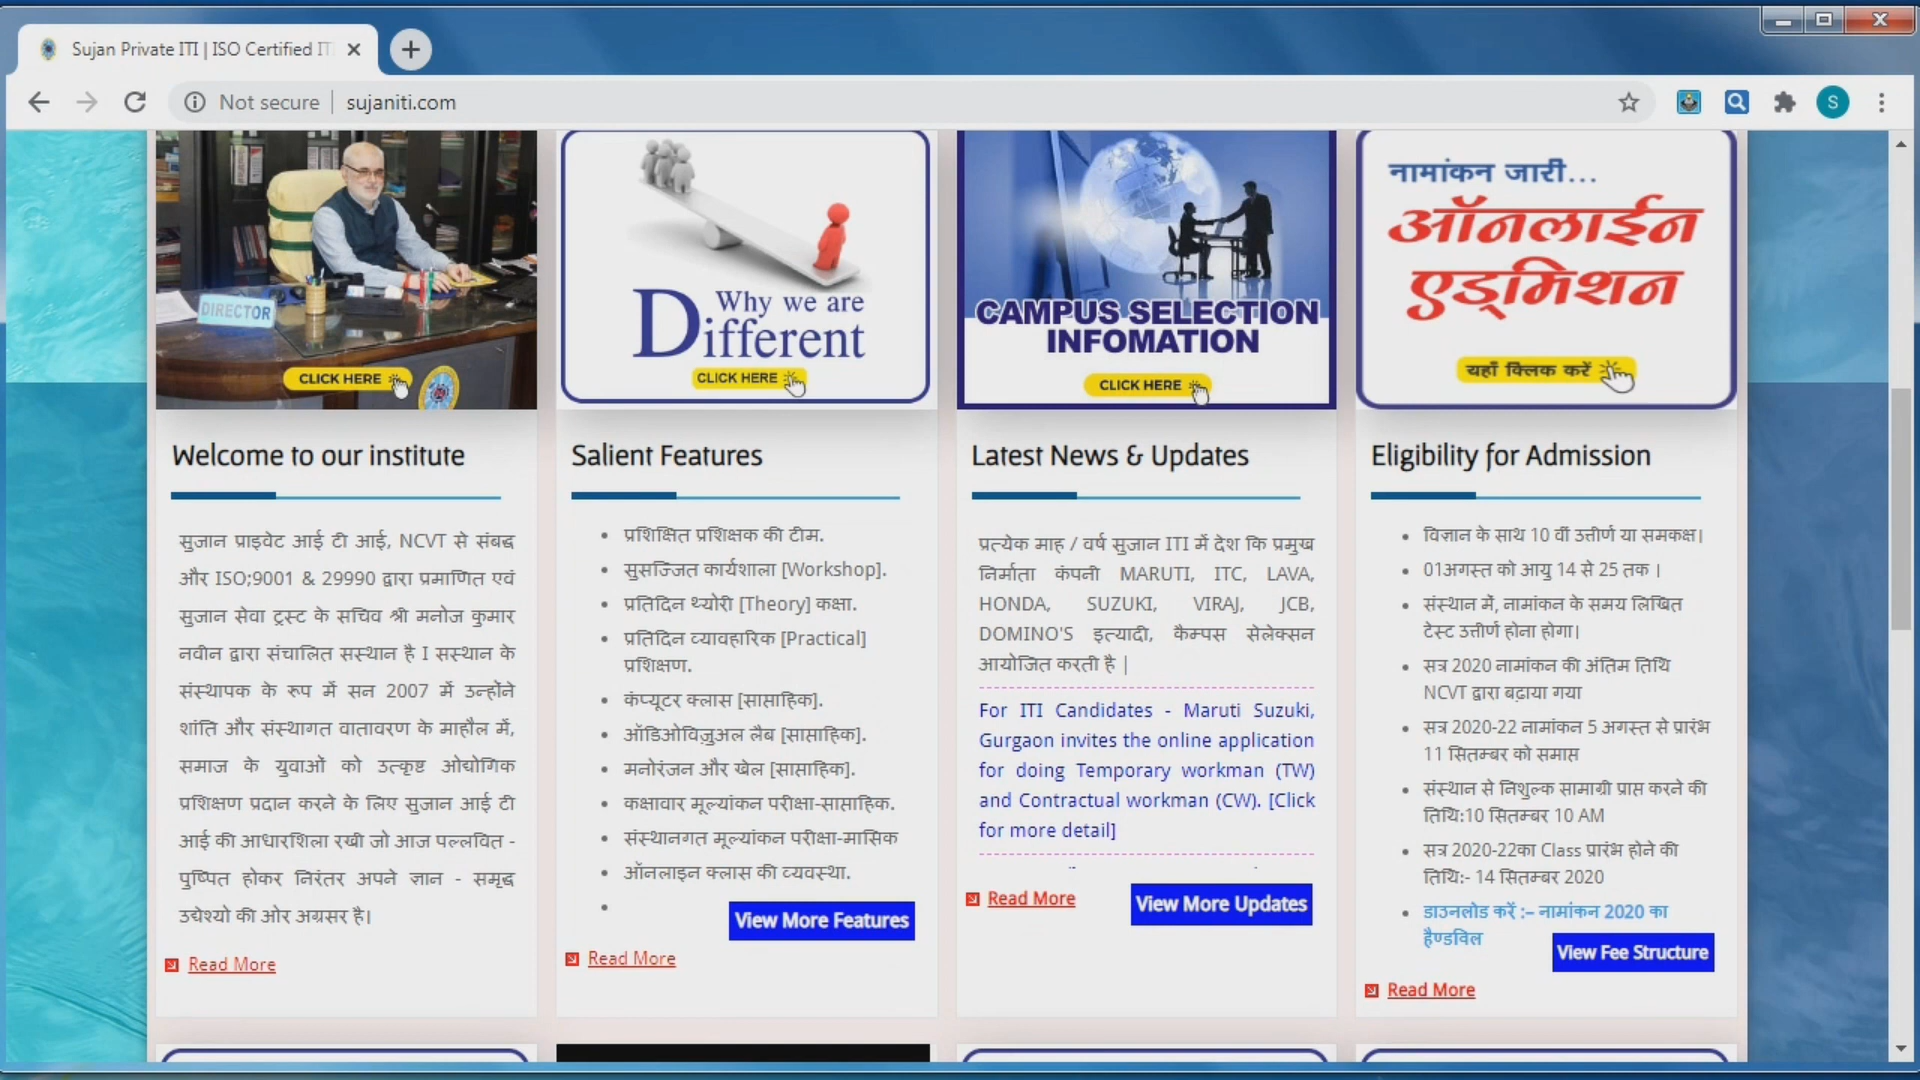 Sujan Private ITI | ISO Certified IT
Not secure
sujaniti.com
S
DIRECTOR
CLICK HERE
Why we are
Different
CLICK HERE
CAMPUS SELECTION
INFOMATION
CLICK HERE
नामांकन जारी...
ऑनलाईन
एड्मिशन
यहाँ क्लिक करें
Welcome to our institute
सुजान प्राइवेट आई टी आई, NCVT से संबद्ध
और ISO;9001 & 29990 द्वारा प्रमाणित एवं
सुजान सेवा ट्रस्ट के सचिव श्री मनोज कुमार
नवीन द्वारा संचालित सस्थान है I सस्थान के
संस्थापक के रूप में सन 2007 में उन्होंने
शांति और संस्थागत वातावरण के माहौल में,
समाज के युवाओं को उत्कृष्ट ओद्योगिक
प्रशिक्षण प्रदान करने के लिए सुजान आई टी
आई की आधारशिला रखी जो आज पल्लवित -
पुष्पित होकर निरंतर अपने ज्ञान - समृद्ध
उद्येश्यो की ओर अग्रसर है।
Read More
Salient Features
प्रशिक्षित प्रशिक्षक की टीम.
सुसज्जित कार्यशाला [Workshop].
प्रतिदिन थ्योरी [Theory] कक्षा.
प्रतिदिन व्यावहारिक [Practical]
प्रशिक्षण.
कंप्यूटर क्लास [साप्ताहिक].
ऑडिओविज़ुअल लैब [साप्ताहिक].
मनोरंजन और खेल [साप्ताहिक].
कक्षावार मूल्यांकन परीक्षा-साप्ताहिक.
संस्थानगत मूल्यांकन परीक्षा-मासिक
ऑनलाइन क्लास की व्यवस्था.
View More Features
Read More
Latest News & Updates
प्रत्येक माह / वर्ष सुजान ITI में देश कि प्रमुख
निर्माता कंपनी MARUTI, ITC, LAVA,
HONDA, SUZUKI, VIRAJ, JCB,
DOMINO'S इत्यादी, कैम्पस सेलेक्सन
आयोजित करती है |
For ITI Candidates - Maruti Suzuki,
Gurgaon invites the online application
for doing Temporary workman (TW)
and Contractual workman (CW). [Click
for more detail]
Read More
View More Updates
Eligibility for Admission
विज्ञान के साथ 10 वीं उत्तीर्ण या समकक्ष।
01अगस्त को आयु 14 से 25 तक ।
संस्थान में, नामांकन के समय लिखित
टेस्ट उत्तीर्ण होना होगा।
सत्र 2020 नामांकन की अंतिम तिथि
NCVT द्वारा बढ़ाया गया
सत्र 2020-22 नामांकन 5 अगस्त से प्रारंभ
11 सितम्बर को समाप्त
संस्थान से निशुल्क सामाग्री प्राप्त करने की
तिथि:10 सितम्बर 10 AM
सत्र 2020-22का Class प्रारंभ होने की
तिथि:- 14 सितम्बर 2020
डाउनलोड करें :– नामांकन 2020 का
हैण्डविल
View Fee Structure
Read More